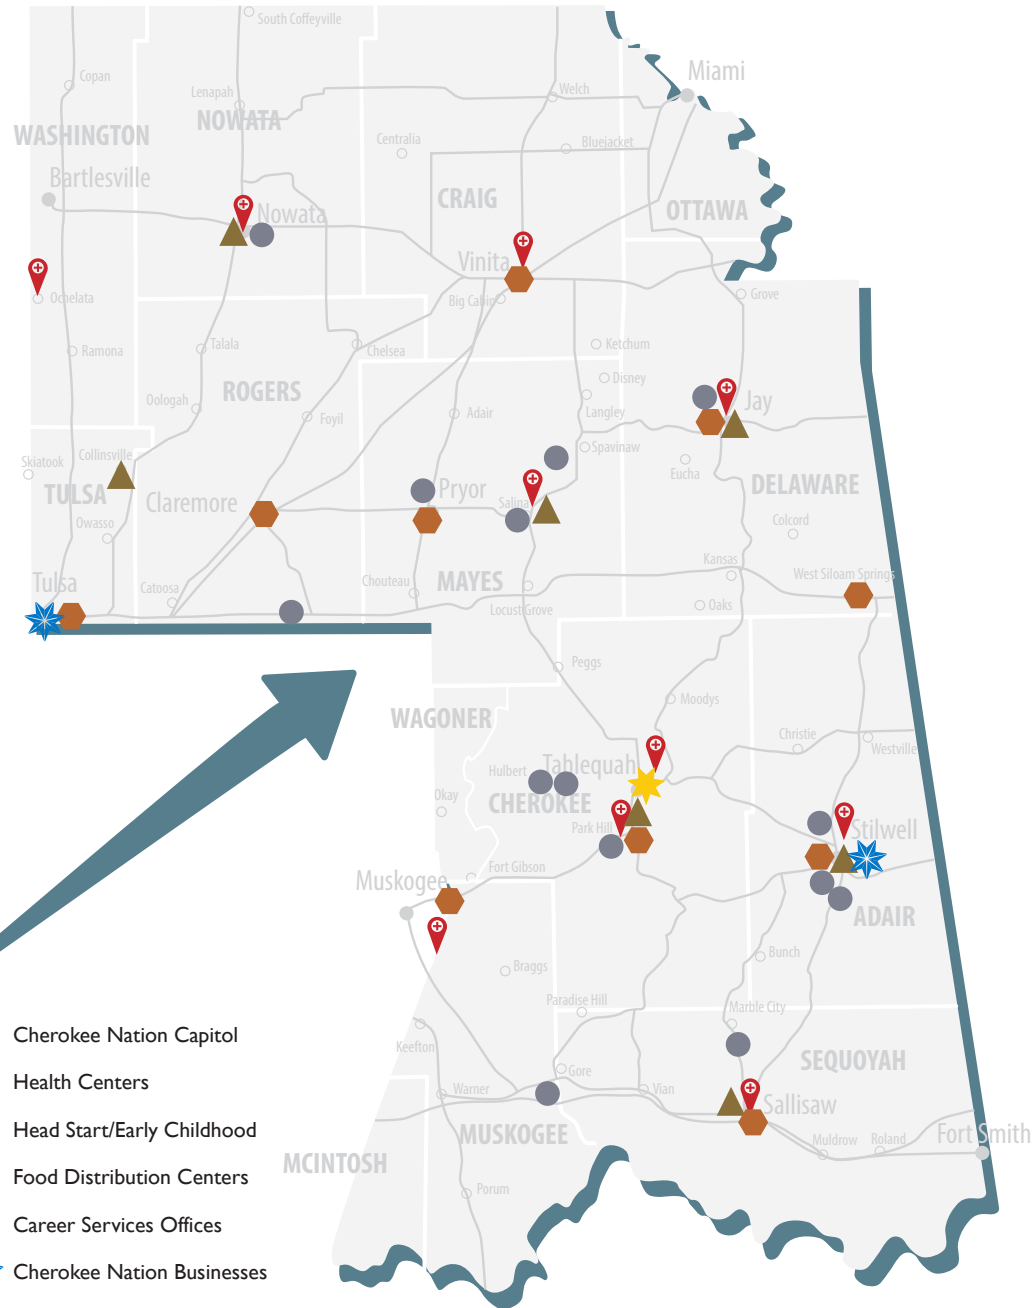 South Coffeyville
Miami
Copan
Welch
Lenapah
NOWATA
WASHINGTON
Centralia
Bluejacket
Bartlesville
CRAIG
OTTAWA
Nowata
Vinita
Ochelata
Big Cabin
Grove
Ramona
Talala
Chelsea
Ketchum
Disney
ROGERS
Jay
Oologah
Foyil
Adair
Langley
Skiatook
Collinsville
Spavinaw
Eucha
DELAWARE
TULSA
Claremore
Pryor
Salina
Owasso
Colcord
Tulsa
Catoosa
Chouteau
MAYES
Kansas
West Siloam Springs
Locust Grove
Oaks
Peggs
Moodys
WAGONER
Christie
Westville
Hulbert
Tahlequah
Okay
CHEROKEE
Park Hill
Stilwell
Muskogee
Fort Gibson
ADAIR
Braggs
Bunch
Paradise Hill
Marble City
Keefton
SEQUOYAH
Gore
Warner
Vian
Sallisaw
MUSKOGEE
Muldrow
Roland
Fort Smith
MCINTOSH
Porum
Cherokee Nation Capitol
Health Centers
Head Start/Early Childhood
Food Distribution Centers
Career Services Offices
Cherokee Nation Businesses